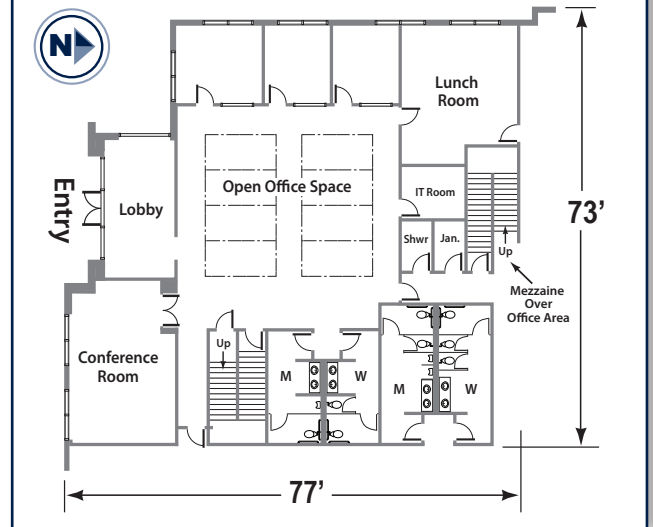 N
Lunch
Room
Entry
Lobby
Open Office Space
IT Room
73’
Shwr
Jan.
Up
Mezzaine
Over
Office Area
Conference
Room
Up
M
W
M
W
77’